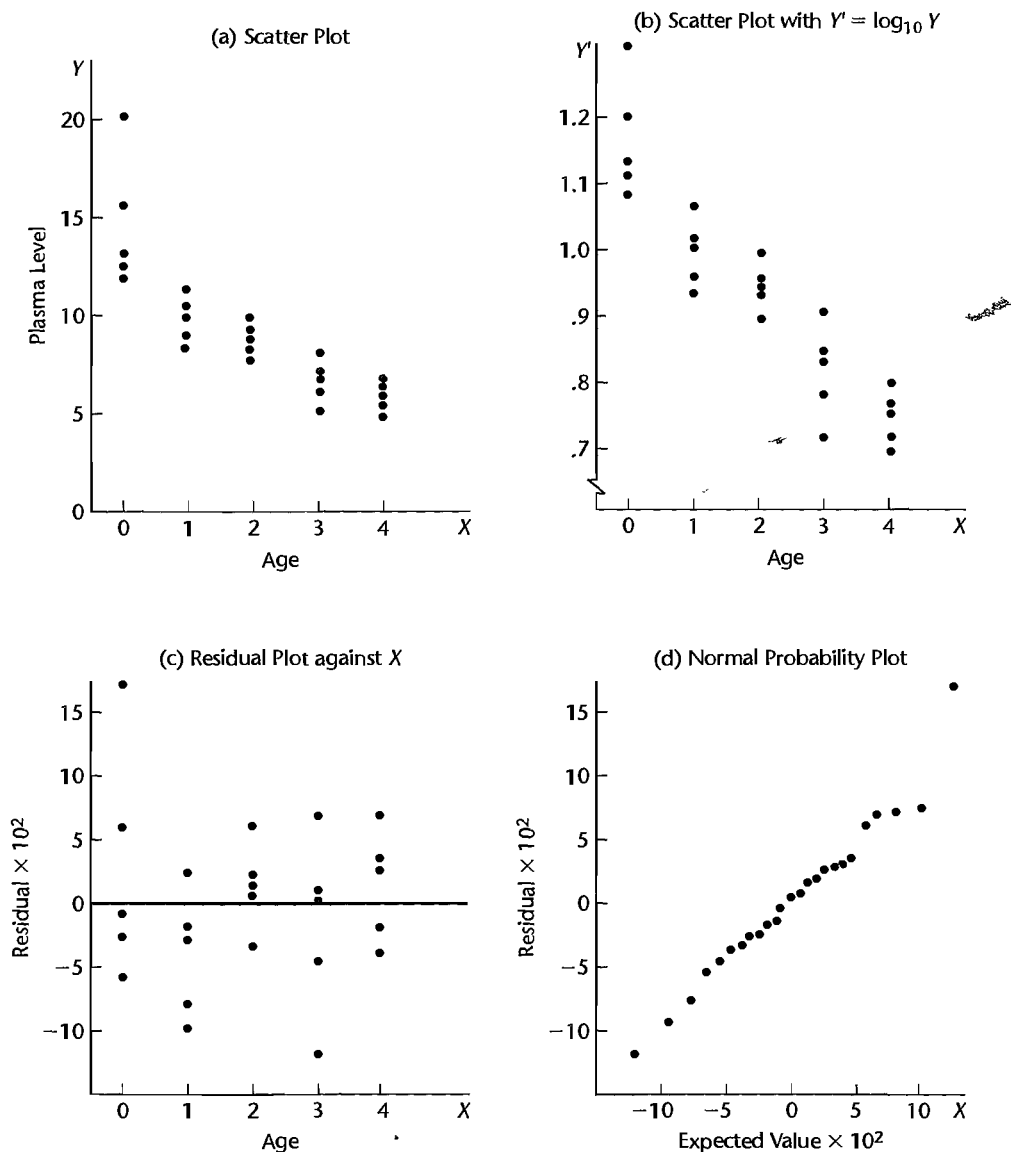 (a) Scatter Plot
Y
20
15
10
5
0
Plasma Level
0 1 2 3 4 X
Age
(b) Scatter Plot with Y' = log10 Y
Y'
1.2
1.1
1.0
.9
.8
.7
0 1 2 3 4 X
Age
(c) Residual Plot against X
15
10
5
0
−5
−10
Residual × 10²
0 1 2 3 4 X
Age
(d) Normal Probability Plot
15
10
5
0
−5
−10
Residual × 10²
−10 −5 0 5 10 X
Expected Value × 10²